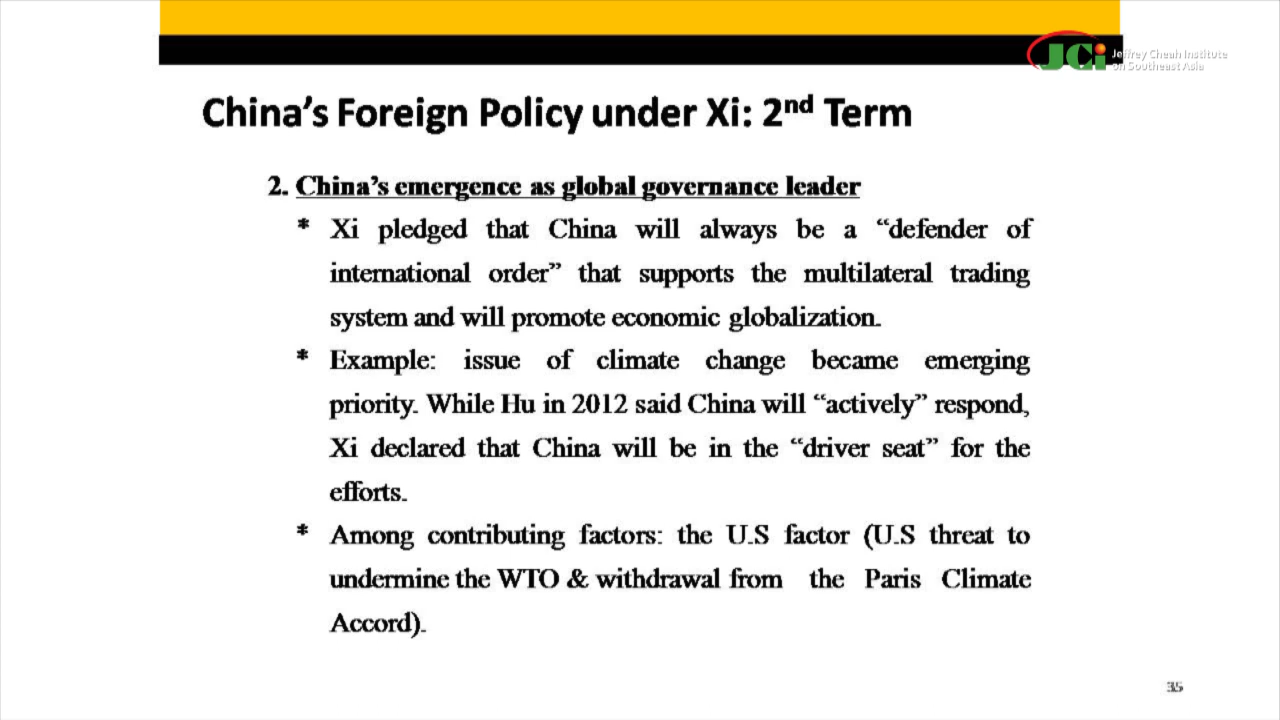 JCi Jeffrey Cheah Institute
on Southeast Asia
China’s Foreign Policy under Xi: 2nd Term
2. China’s emergence as global governance leader
* Xi pledged that China will always be a “defender of
international order” that supports the multilateral trading
system and will promote economic globalization.
* Example: issue of climate change became emerging
priority. While Hu in 2012 said China will “actively” respond,
Xi declared that China will be in the “driver seat” for the
efforts.
* Among contributing factors: the U.S factor (U.S threat to
undermine the WTO & withdrawal from the Paris Climate
Accord).
35